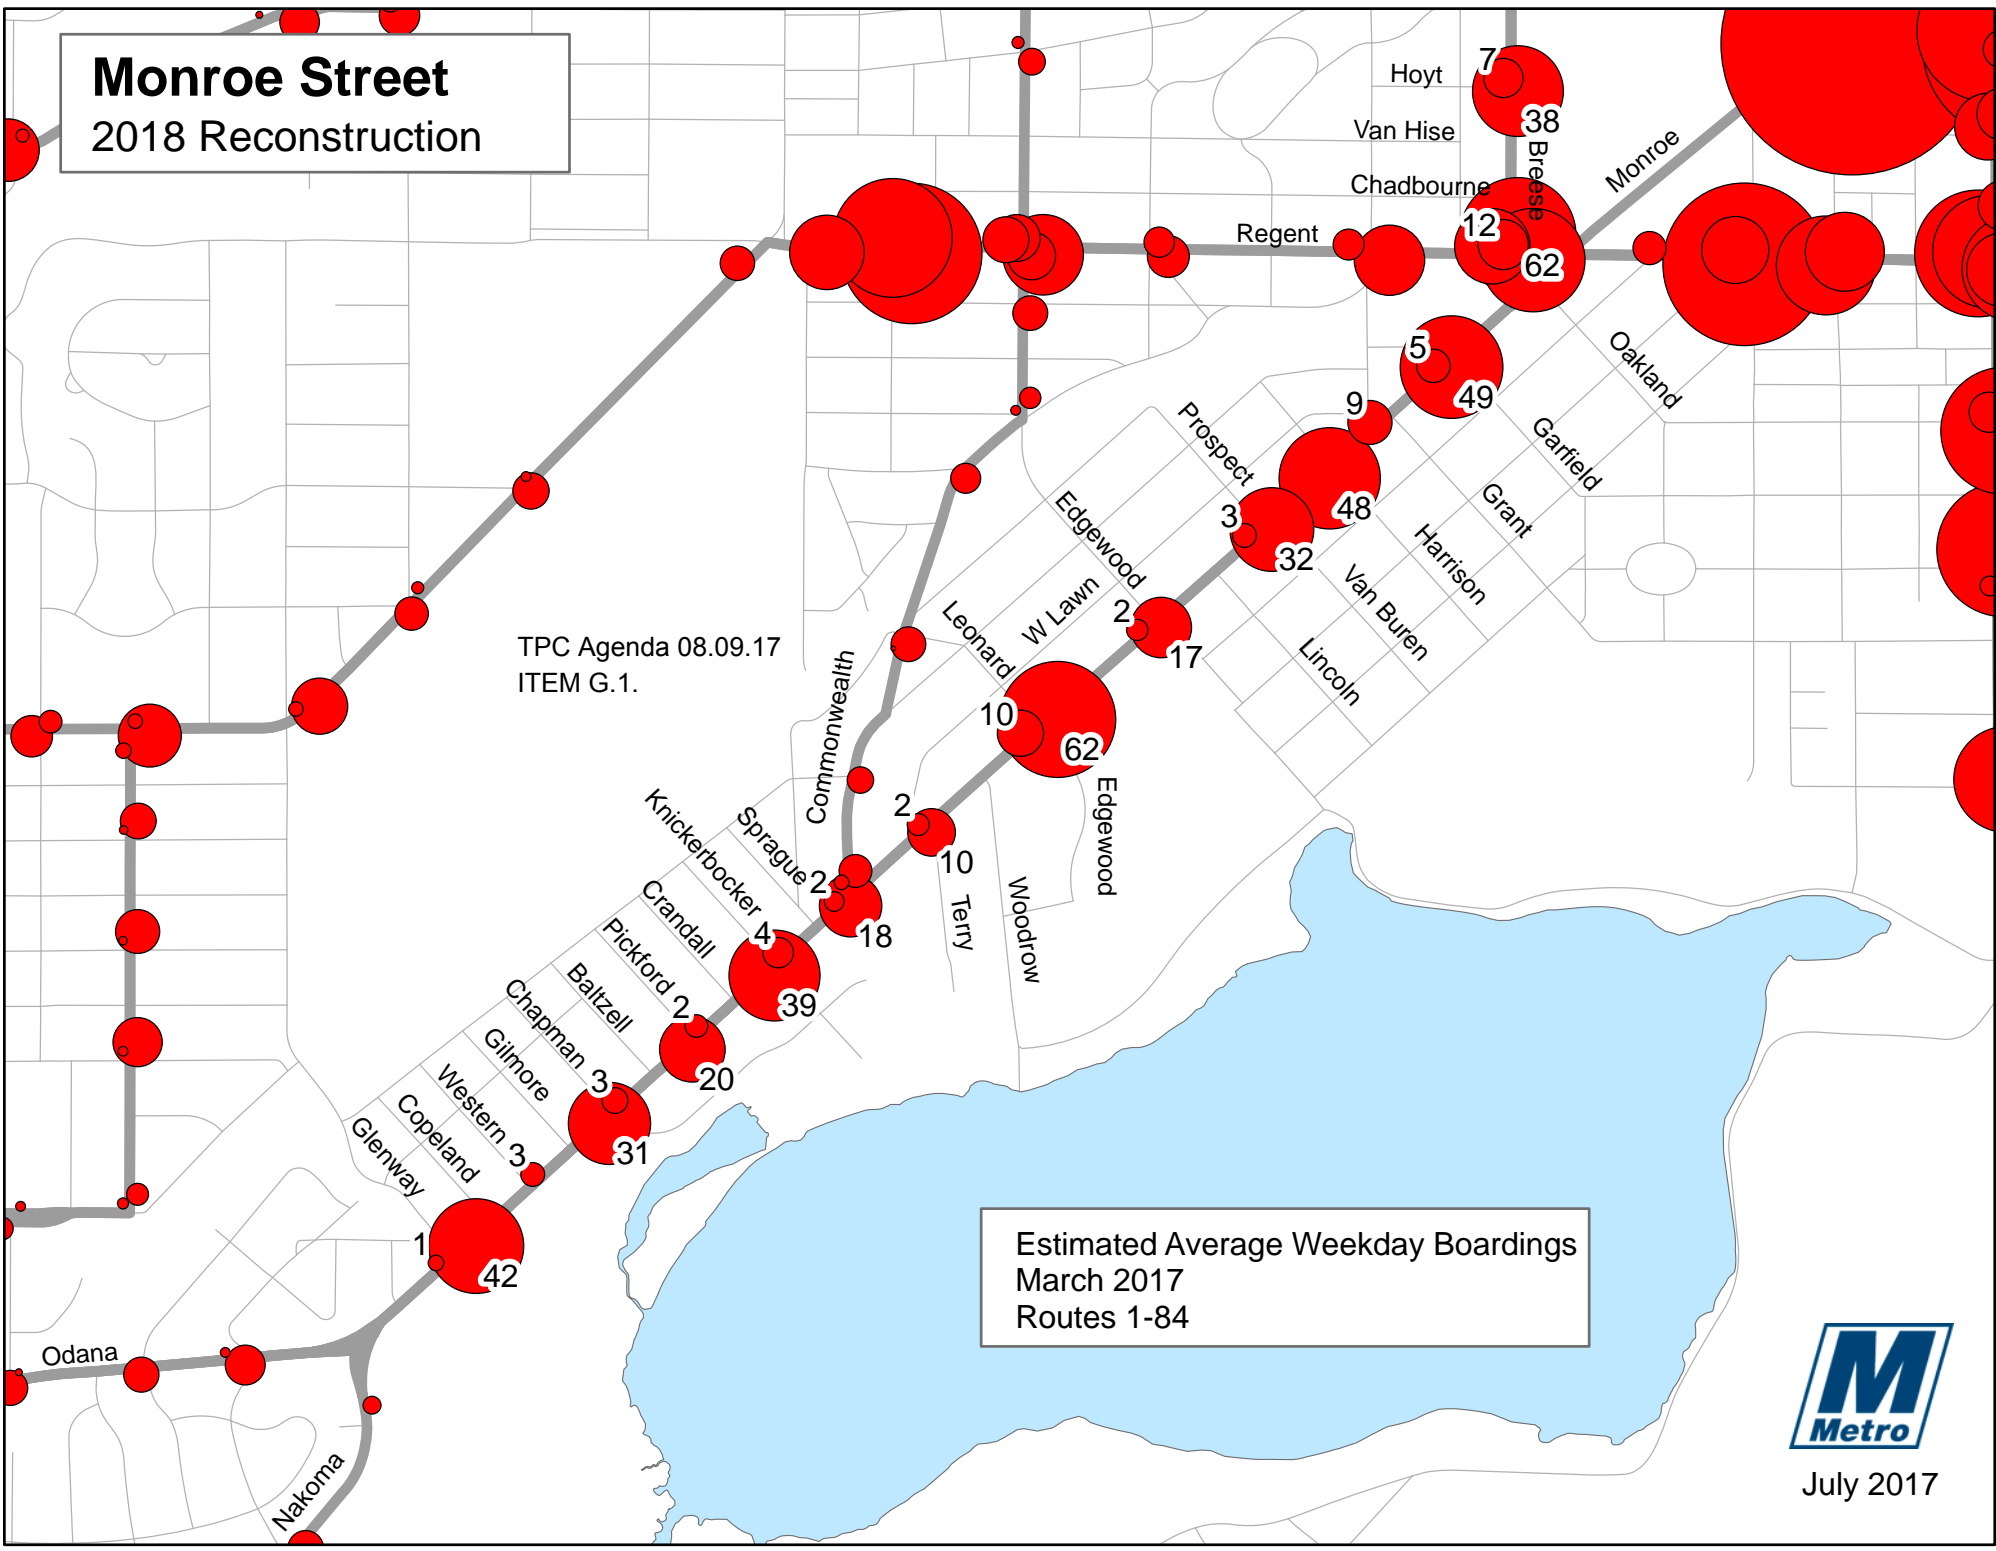 Monroe Street
2018 Reconstruction
Hoyt
7
38
Van Hise
Breese
Monroe
Chadbourne
12
Regent
62
5
49
Oakland
9
Prospect
Garfield
48
Grant
3
32
Edgewood
Harrison
Van Buren
W Lawn
Leonard
2
17
Lincoln
TPC Agenda 08.09.17
ITEM G.1.
Commonwealth
10
62
Edgewood
2
10
Knickerbocker
Sprague
2
18
Terry
Woodrow
Crandall
4
39
Pickford
2
20
Baltzell
Chapman
3
31
Gilmore
Western
3
Copeland
Glenway
1
42
Estimated Average Weekday Boardings
March 2017
Routes 1-84
Odana
Nakoma
M
Metro
July 2017